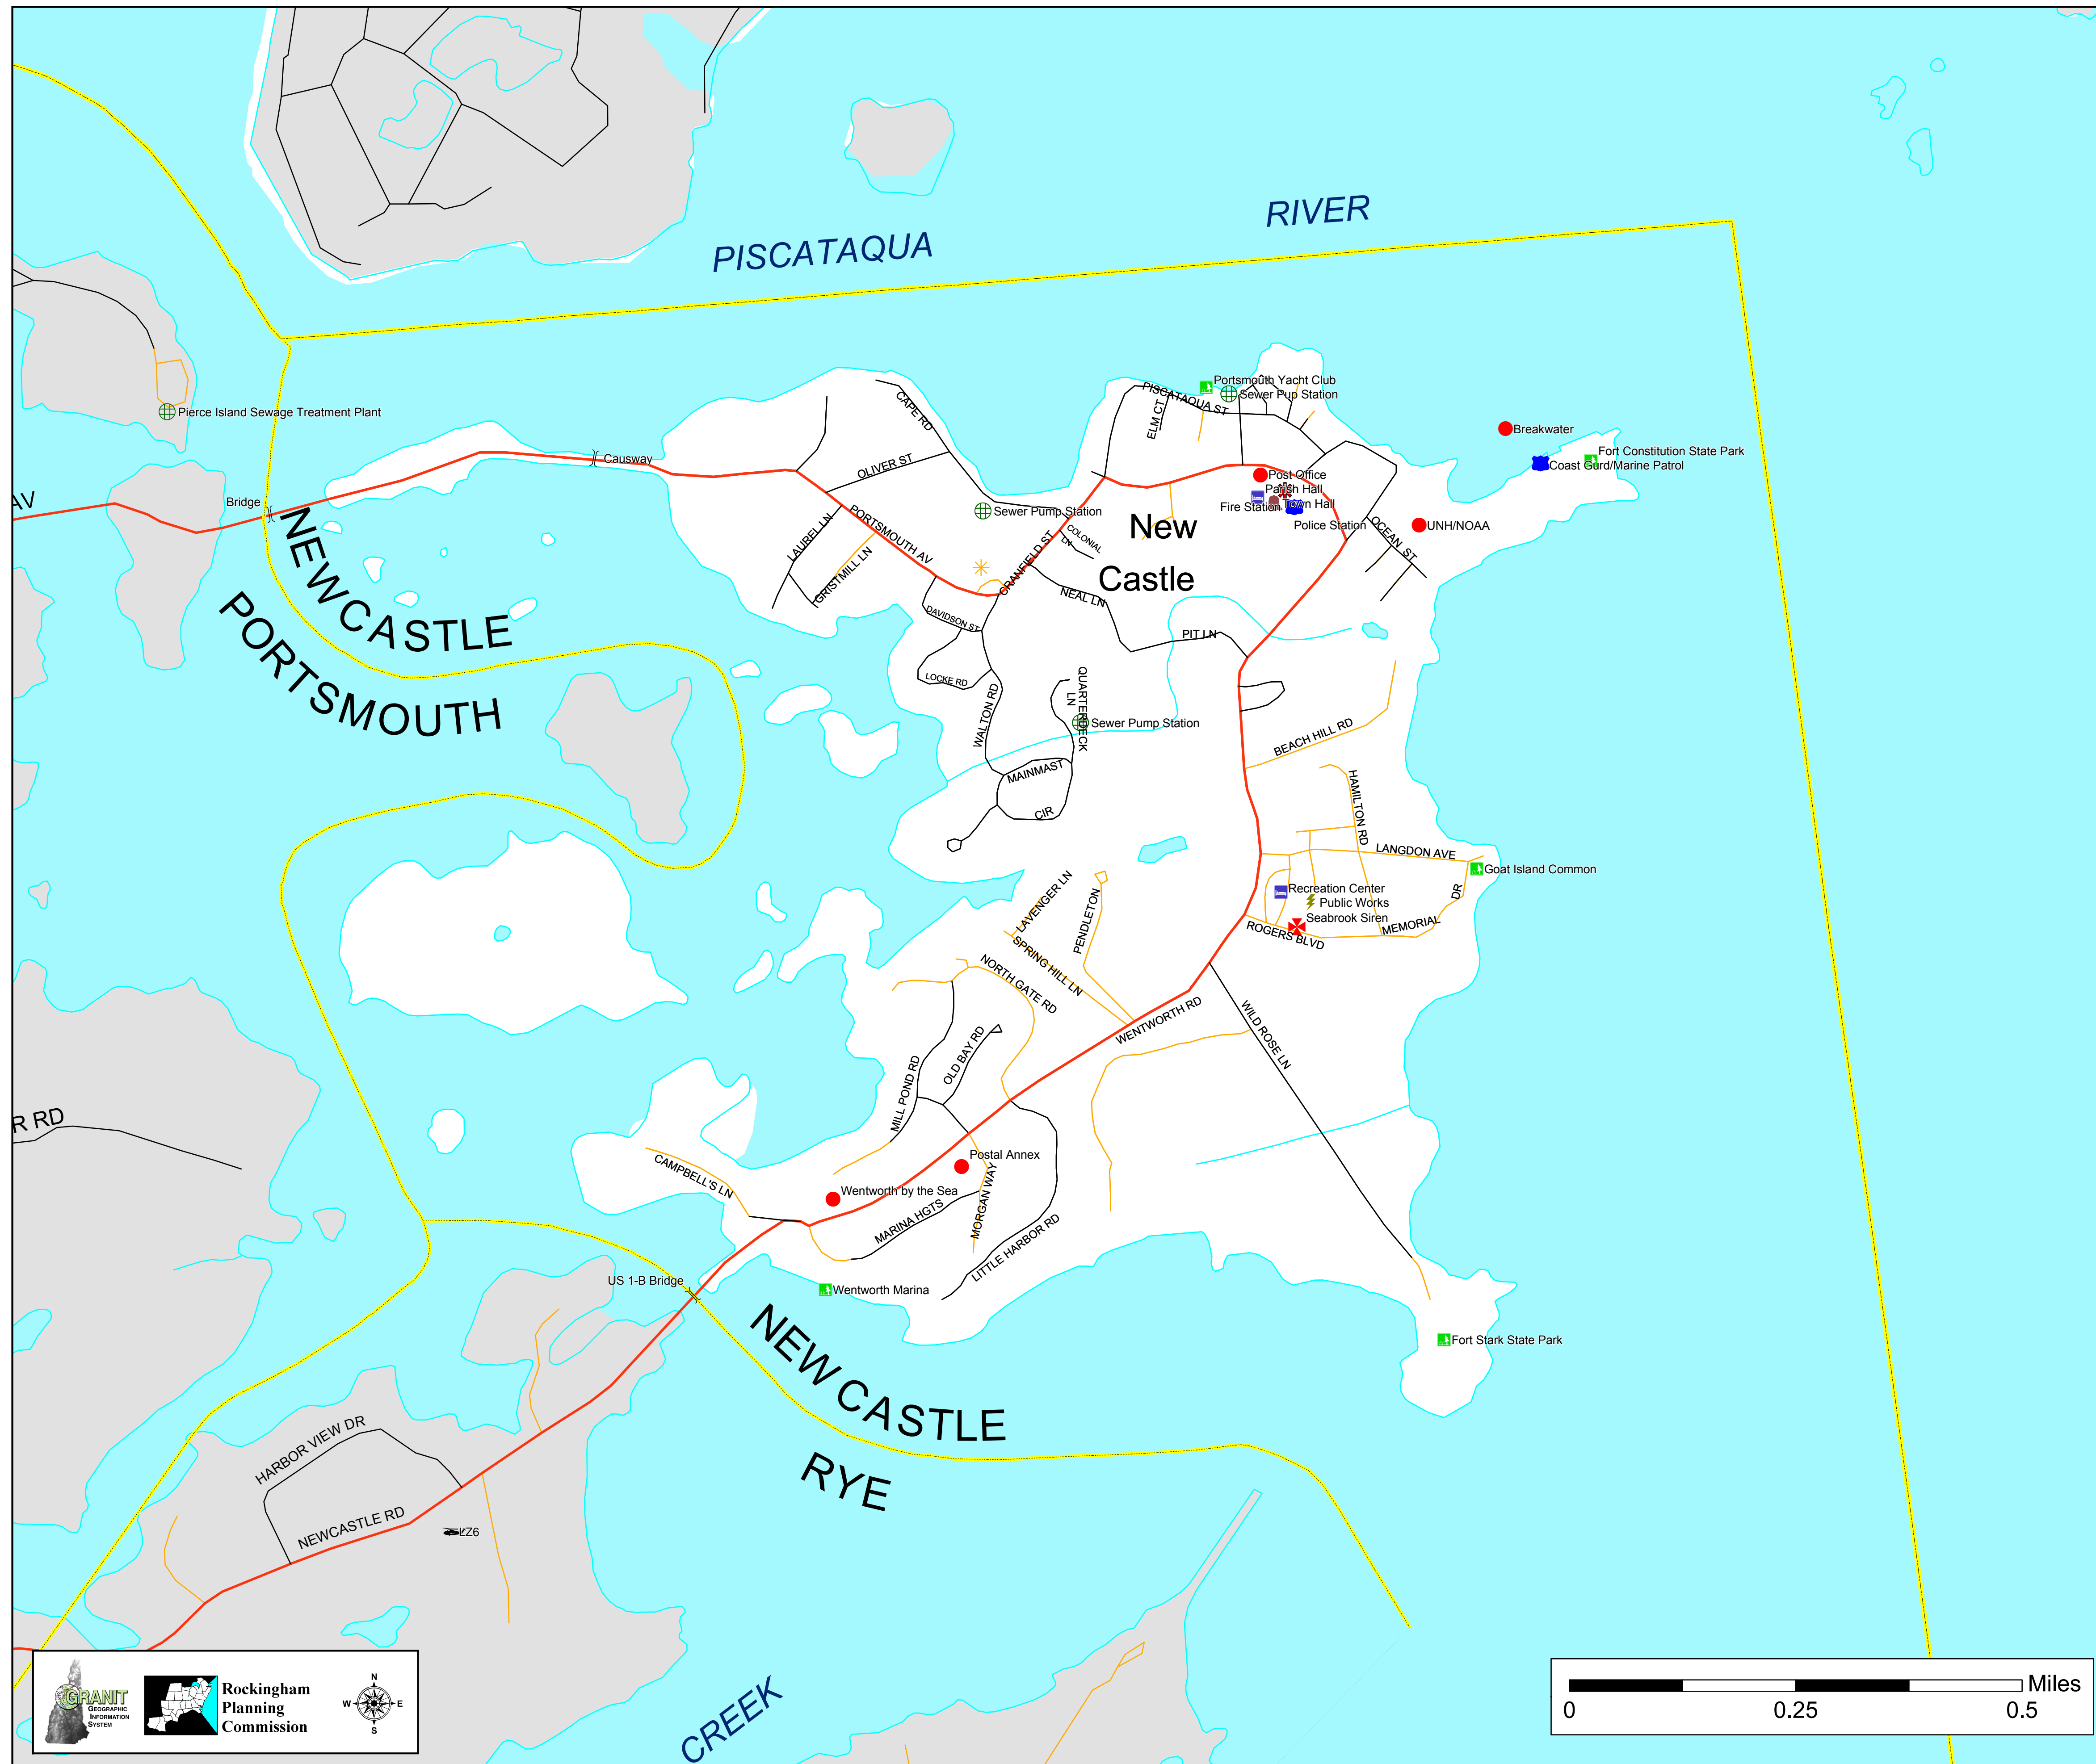 PISCATAQUA
RIVER
Pierce Island Sewage Treatment Plant
Portsmouth Yacht Club
Sewer Pup Station
PISCATAQUA ST
ELM CT
CAPE RD
OLIVER ST
Causway
Bridge
AV
Breakwater
Fort Constitution State Park
Coast Gurd/Marine Patrol
Post Office
Parish Hall
Town Hall
Fire Station
Police Station
UNH/NOAA
OCEAN ST
Sewer Pump Station
New
Castle
COLONIAL
LN
CRANFIELD ST
PORTSMOUTH AV
LAUREL LN
GRISTMILL LN
NEAL LN
DAVIDSON ST
PIT LN
LOCKE RD
WALTON RD
QUARTERDECK
LN
Sewer Pump Station
NEWCASTLE
PORTSMOUTH
MAINMAST
CIR
BEACH HILL RD
HAMILTON RD
LANGDON AVE
Goat Island Common
Recreation Center
Public Works
Seabrook Siren
ROGERS BLVD
MEMORIAL
DR
LAVENGER LN
PENDLETON
SPRING HILL LN
NORTH GATE RD
WENTWORTH RD
WILD ROSE LN
OLD BAY RD
MILL POND RD
R RD
CAMPBELL'S LN
Postal Annex
Wentworth by the Sea
MARINA HGTS
MORGAN WAY
LITTLE HARBOR RD
US 1-B Bridge
Wentworth Marina
Fort Stark State Park
NEWCASTLE
RYE
HARBOR VIEW DR
NEWCASTLE RD
LZ6
CREEK
GRANIT
GEOGRAPHIC
INFORMATION
SYSTEM
Rockingham
Planning
Commission
N
W E
S
Miles
0 0.25 0.5